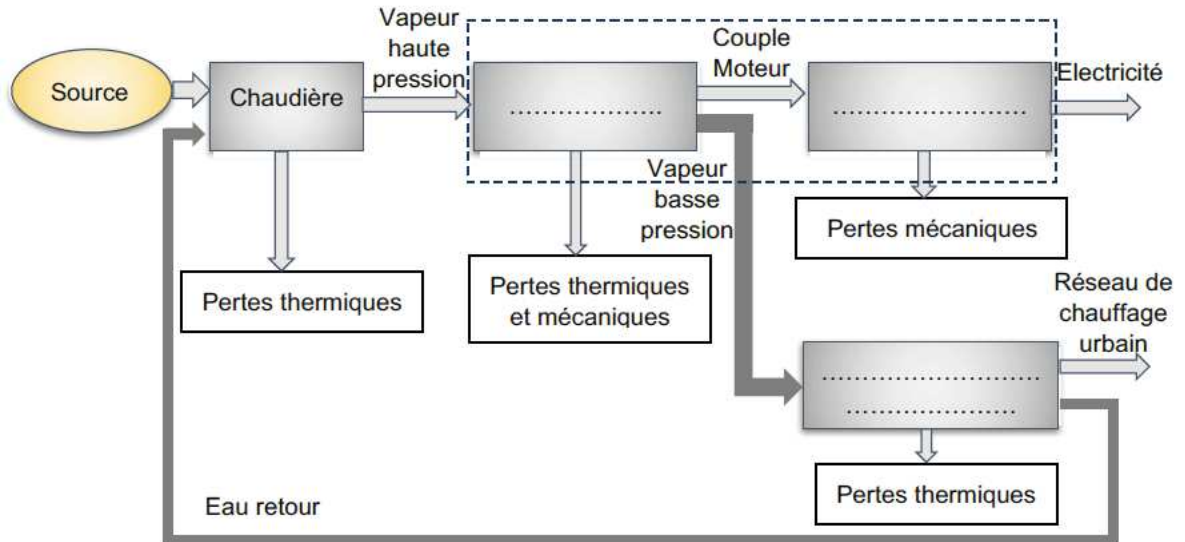 Source
Chaudière
Vapeur
haute
pression
....................
Couple
Moteur
.........................
Electricité
Pertes thermiques
Pertes thermiques
et mécaniques
Vapeur
basse
pression
Pertes mécaniques
Réseau de
chauffage
urbain
.............................
......................
Pertes thermiques
Eau retour